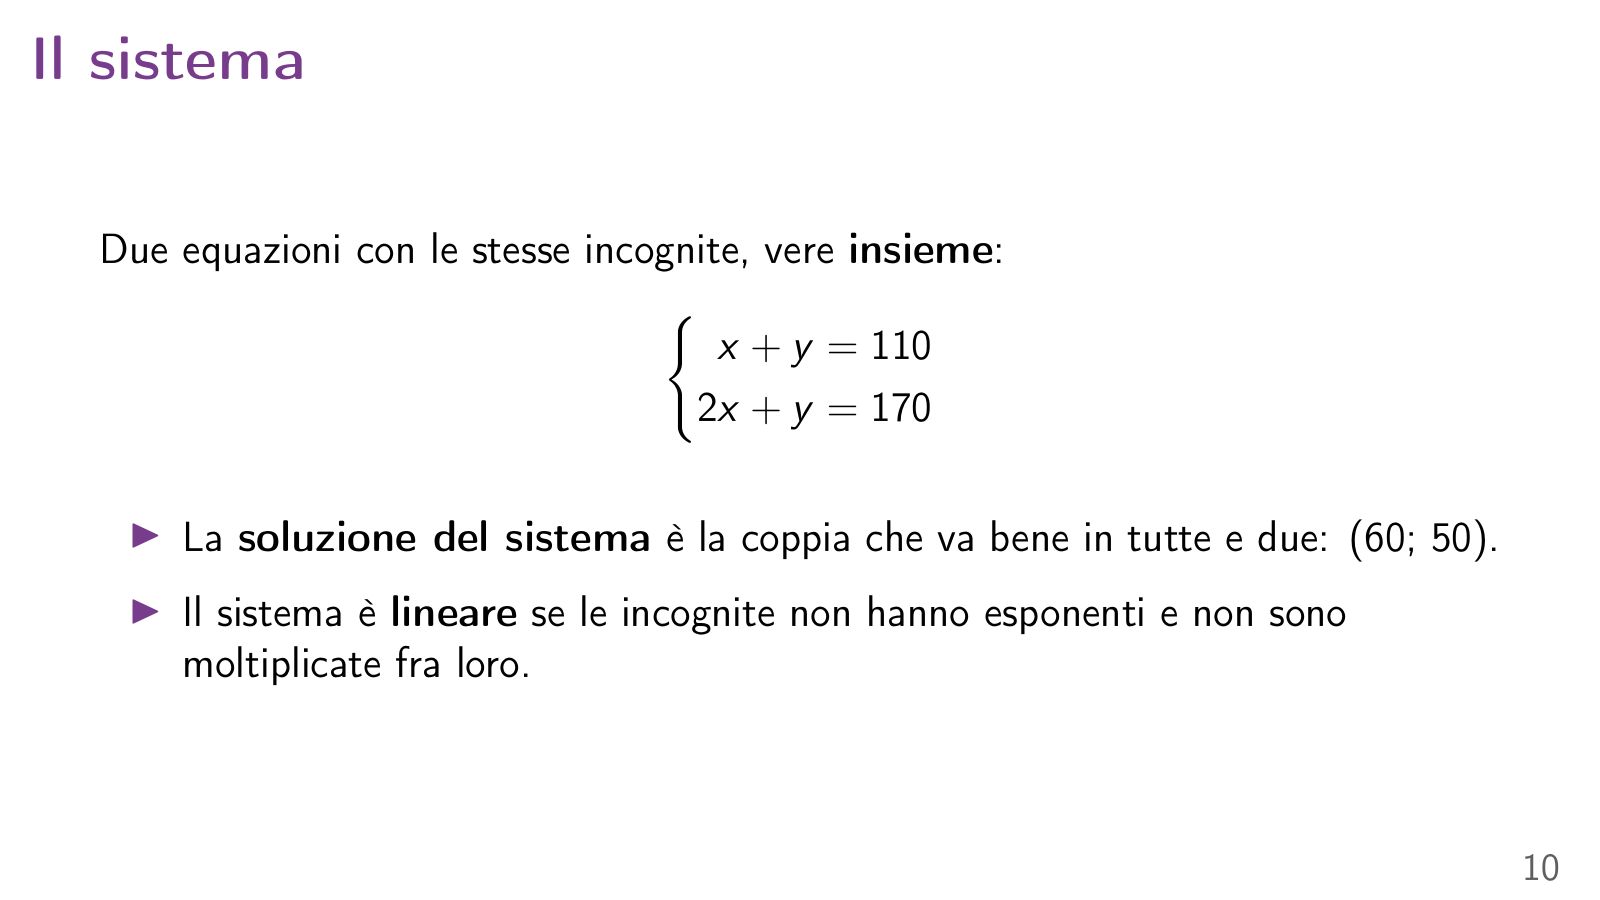 Il sistema
Due equazioni con le stesse incognite, vere insieme:
x + y = 110
2x + y = 170
La soluzione del sistema è la coppia che va bene in tutte e due: (60; 50).
Il sistema è lineare se le incognite non hanno esponenti e non sono
moltiplicate fra loro.
10